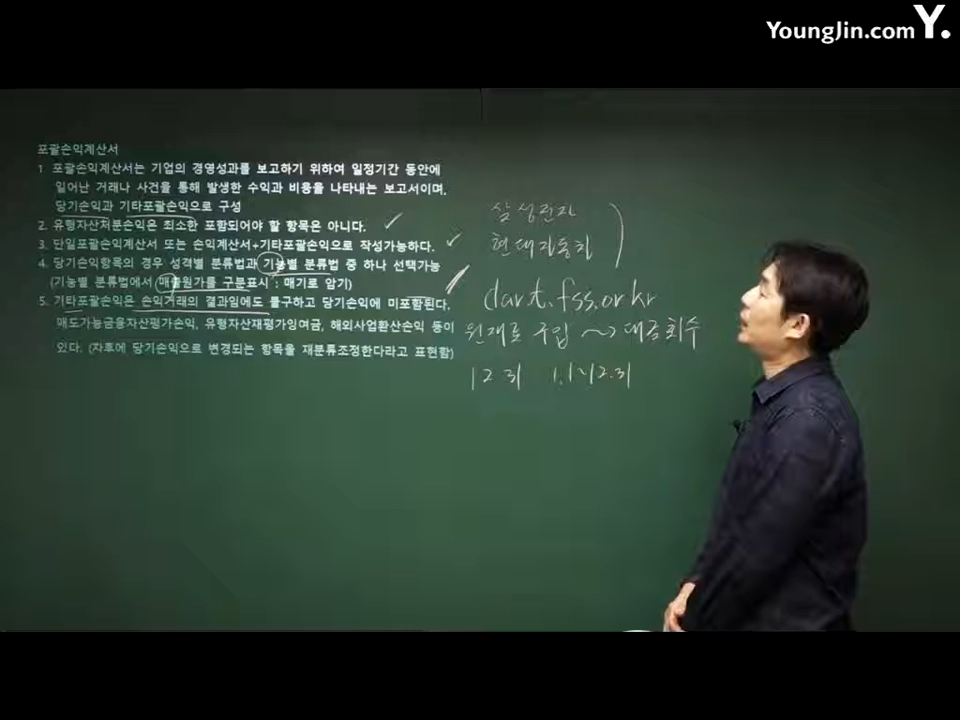 YoungJin.com Y.
포괄손익계산서
1 포괄손익계산서는 기업의 경영성과를 보고하기 위하여 일정기간 동안에
일어난 거래나 사건을 통해 발생한 수익과 비용을 나타내는 보고서이며,
당기손익과 기타포괄손익으로 구성
2. 유형자산처분손익은 최소한 포함되어야 할 항목은 아니다.
3. 단일포괄손익계산서 또는 손익계산서+기타포괄손익으로 작성가능하다.
4. 당기손익항목의 경우 성격별 분류법과 기능별 분류법 중 하나 선택가능
(기능별 분류법에서 매출원가를 구분표시 : 매기로 암기)
5. 기타포괄손익은 손익거래의 결과임에도 불구하고 당기손익에 미포함된다.
매도가능금융자산평가손익, 유형자산재평가잉여금, 해외사업환산손익 등이
있다. (차후에 당기손익으로 변경되는 항목을 재분류조정한다라고 표현함)
삼성전자
현대자동차
dart.fss.or.kr
원재료 구입 ~> 대금회수
12.31 1.1~12.31